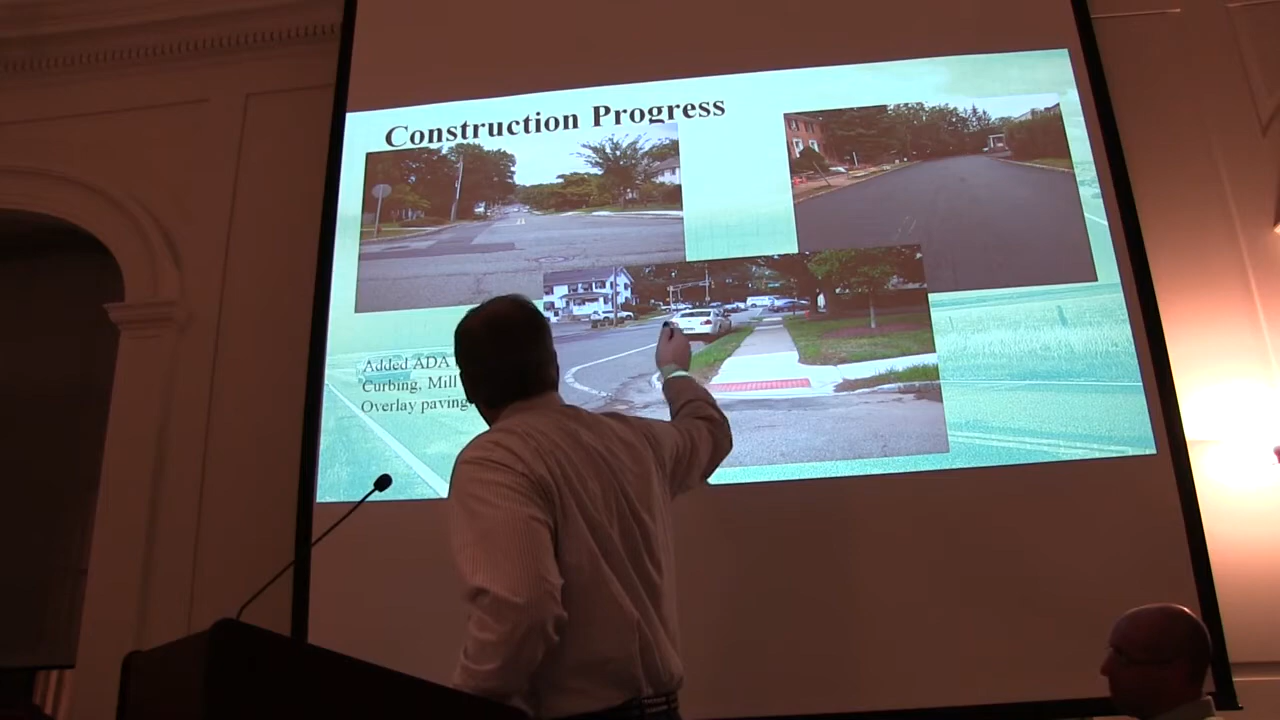 Construction Progress
Added ADA
Curbing, Mill
Overlay paving,